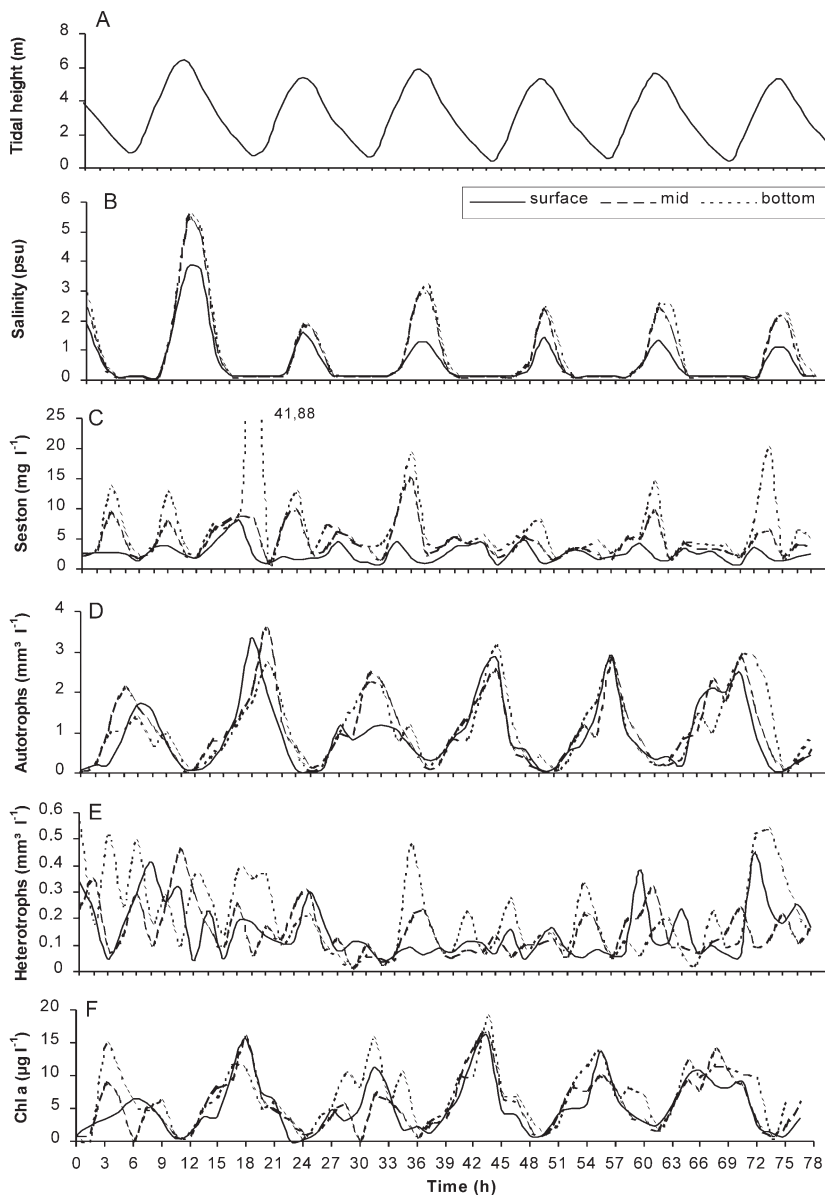 A
Tidal height (m)
8
6
4
2
0
B
surface mid bottom
Salinity (psu)
6
5
4
3
2
1
0
C
41,88
Seston (mg l⁻¹)
25
20
15
10
5
0
D
Autotrophs (mm³ l⁻¹)
4
3
2
1
0
E
Heterotrophs (mm³ l⁻¹)
0.6
0.5
0.4
0.3
0.2
0.1
0
F
Chl a (µg l⁻¹)
20
15
10
5
0
0 3 6 9 12 15 18 21 24 27 30 33 36 39 42 45 48 51 54 57 60 63 66 69 72 75 78
Time (h)